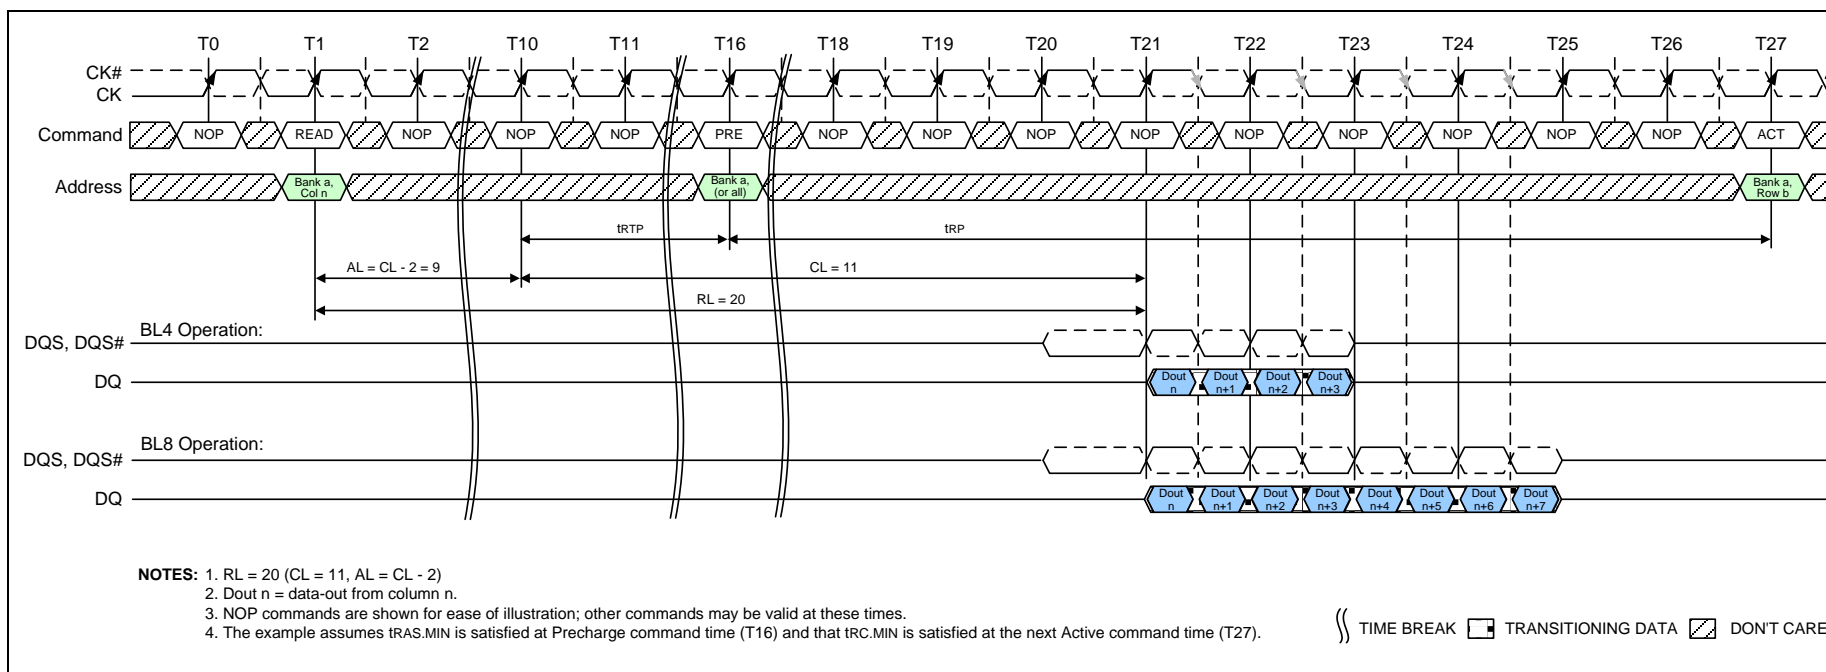 T0 T1 T2 T10 T11 T16 T18 T19 T20 T21 T22 T23 T24 T25 T26 T27
CK#
CK
Command NOP READ NOP NOP NOP PRE NOP NOP NOP NOP NOP NOP NOP NOP NOP ACT
Address Bank a, Col n Bank a, (or all) Bank a, Row b
tRTP tRP
AL = CL - 2 = 9 CL = 11
RL = 20
BL4 Operation:
DQS, DQS#
DQ Dout n Dout n+1 Dout n+2 Dout n+3
BL8 Operation:
DQS, DQS#
DQ Dout n Dout n+1 Dout n+2 Dout n+3 Dout n+4 Dout n+5 Dout n+6 Dout n+7
NOTES: 1. RL = 20 (CL = 11, AL = CL - 2)
2. Dout n = data-out from column n.
3. NOP commands are shown for ease of illustration; other commands may be valid at these times.
4. The example assumes tRAS.MIN is satisfied at Precharge command time (T16) and that tRC.MIN is satisfied at the next Active command time (T27).
TIME BREAK TRANSITIONING DATA DON'T CARE